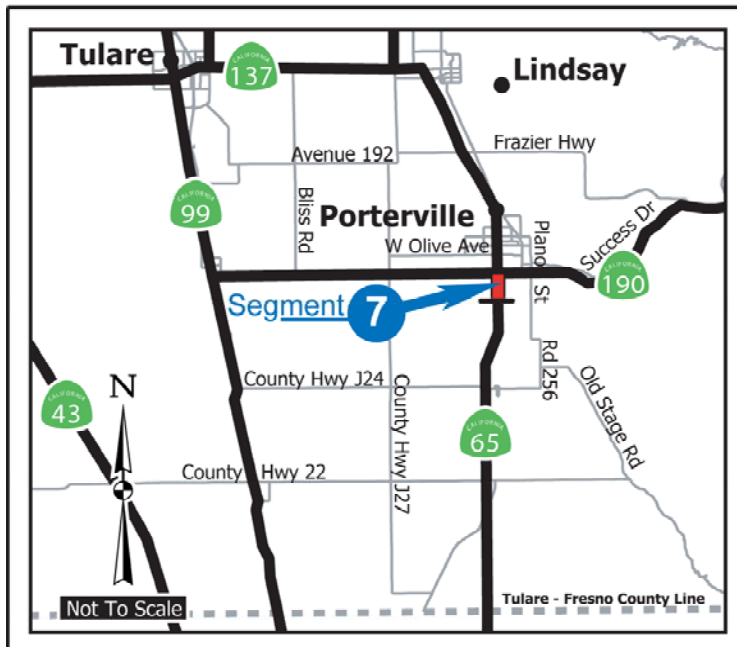 Tulare
CALIFORNIA
137
Lindsay
Avenue 192
Frazier Hwy
CALIFORNIA
99
Bliss Rd
Porterville
W Olive Ave
Plano St
Success Dr
CALIFORNIA
190
Segment 7
County Hwy J24
Rd 256
Old Stage Rd
CALIFORNIA
43
N
County Hwy J27
CALIFORNIA
65
County Hwy 22
Not To Scale
Tulare - Fresno County Line